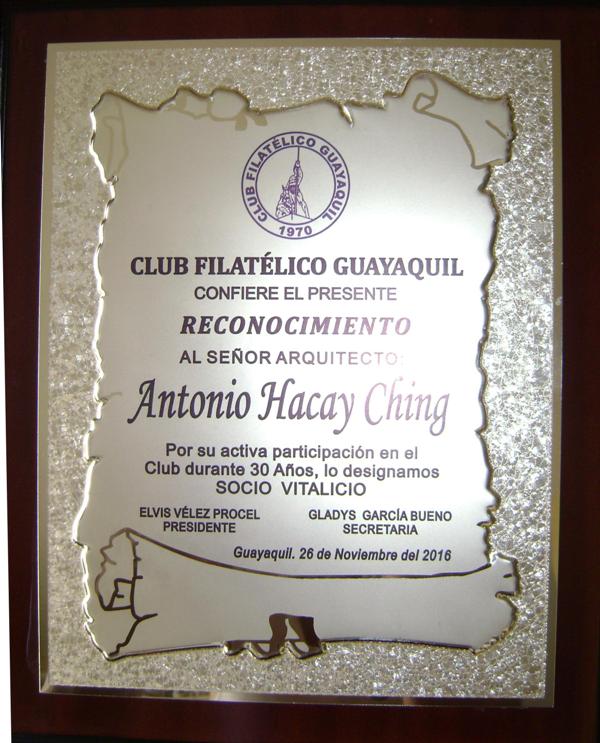 CLUB FILATÉLICO GUAYAQUIL
1970
CLUB FILATÉLICO GUAYAQUIL
CONFIERE EL PRESENTE
RECONOCIMIENTO
AL SEÑOR ARQUITECTO:
Antonio Hacay Ching
Por su activa participación en el
Club durante 30 Años, lo designamos
SOCIO VITALICIO
ELVIS VÉLEZ PROCEL GLADYS GARCÍA BUENO
PRESIDENTE SECRETARIA
Guayaquil. 26 de Noviembre del 2016